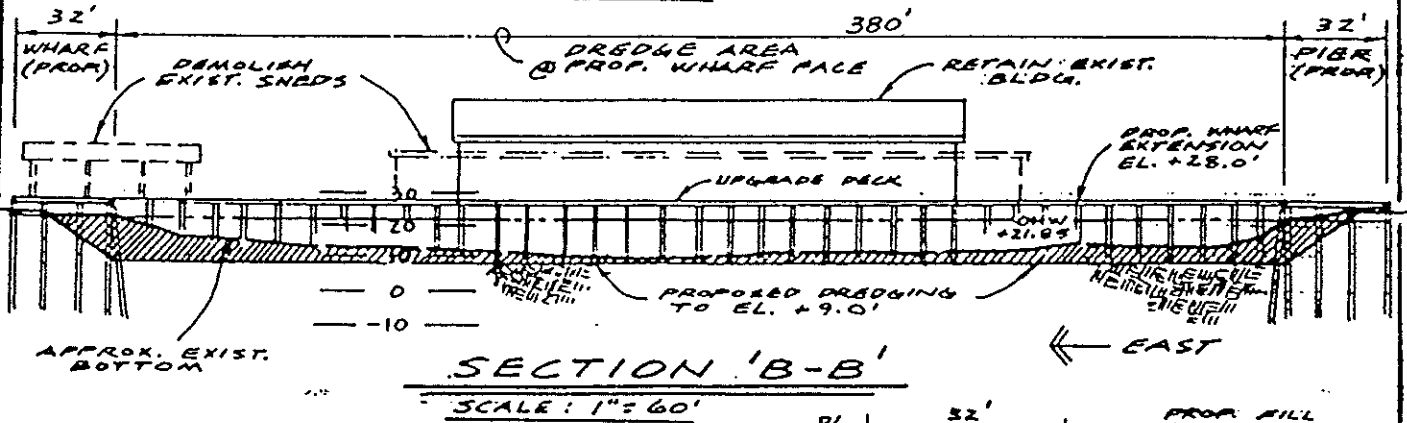 32'
380'
32'
WHARF
(PROP.)
DEMOLISH
EXIST. SHEDS
DREDGE AREA
@ PROP. WHARF FACE
RETAIN EXIST.
BLDG.
PIER
(PROP.)
PROP. WHARF
EXTENSION
EL. +28.0'
30
UPGRADE DECK
20
OHW
+21.85
10
0
PROPOSED DREDGING
TO EL. +9.0'
-10
APPROX. EXIST.
BOTTOM
EAST
SECTION 'B-B'
SCALE: 1"=60'
32'
PROP. FILL